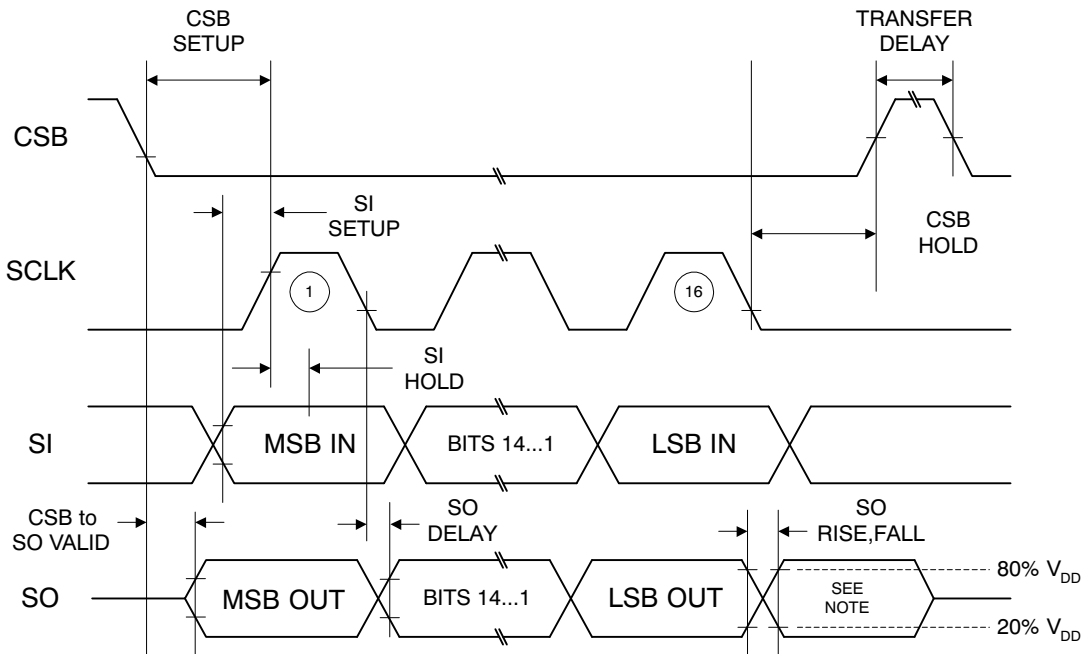 CSB
SETUP
TRANSFER
DELAY
CSB
SI
SETUP
CSB
HOLD
SCLK
1
16
SI
HOLD
SI
MSB IN
BITS 14...1
LSB IN
CSB to
SO VALID
SO
DELAY
SO
RISE,FALL
80% VDD
SO
MSB OUT
BITS 14...1
LSB OUT
SEE
NOTE
20% VDD